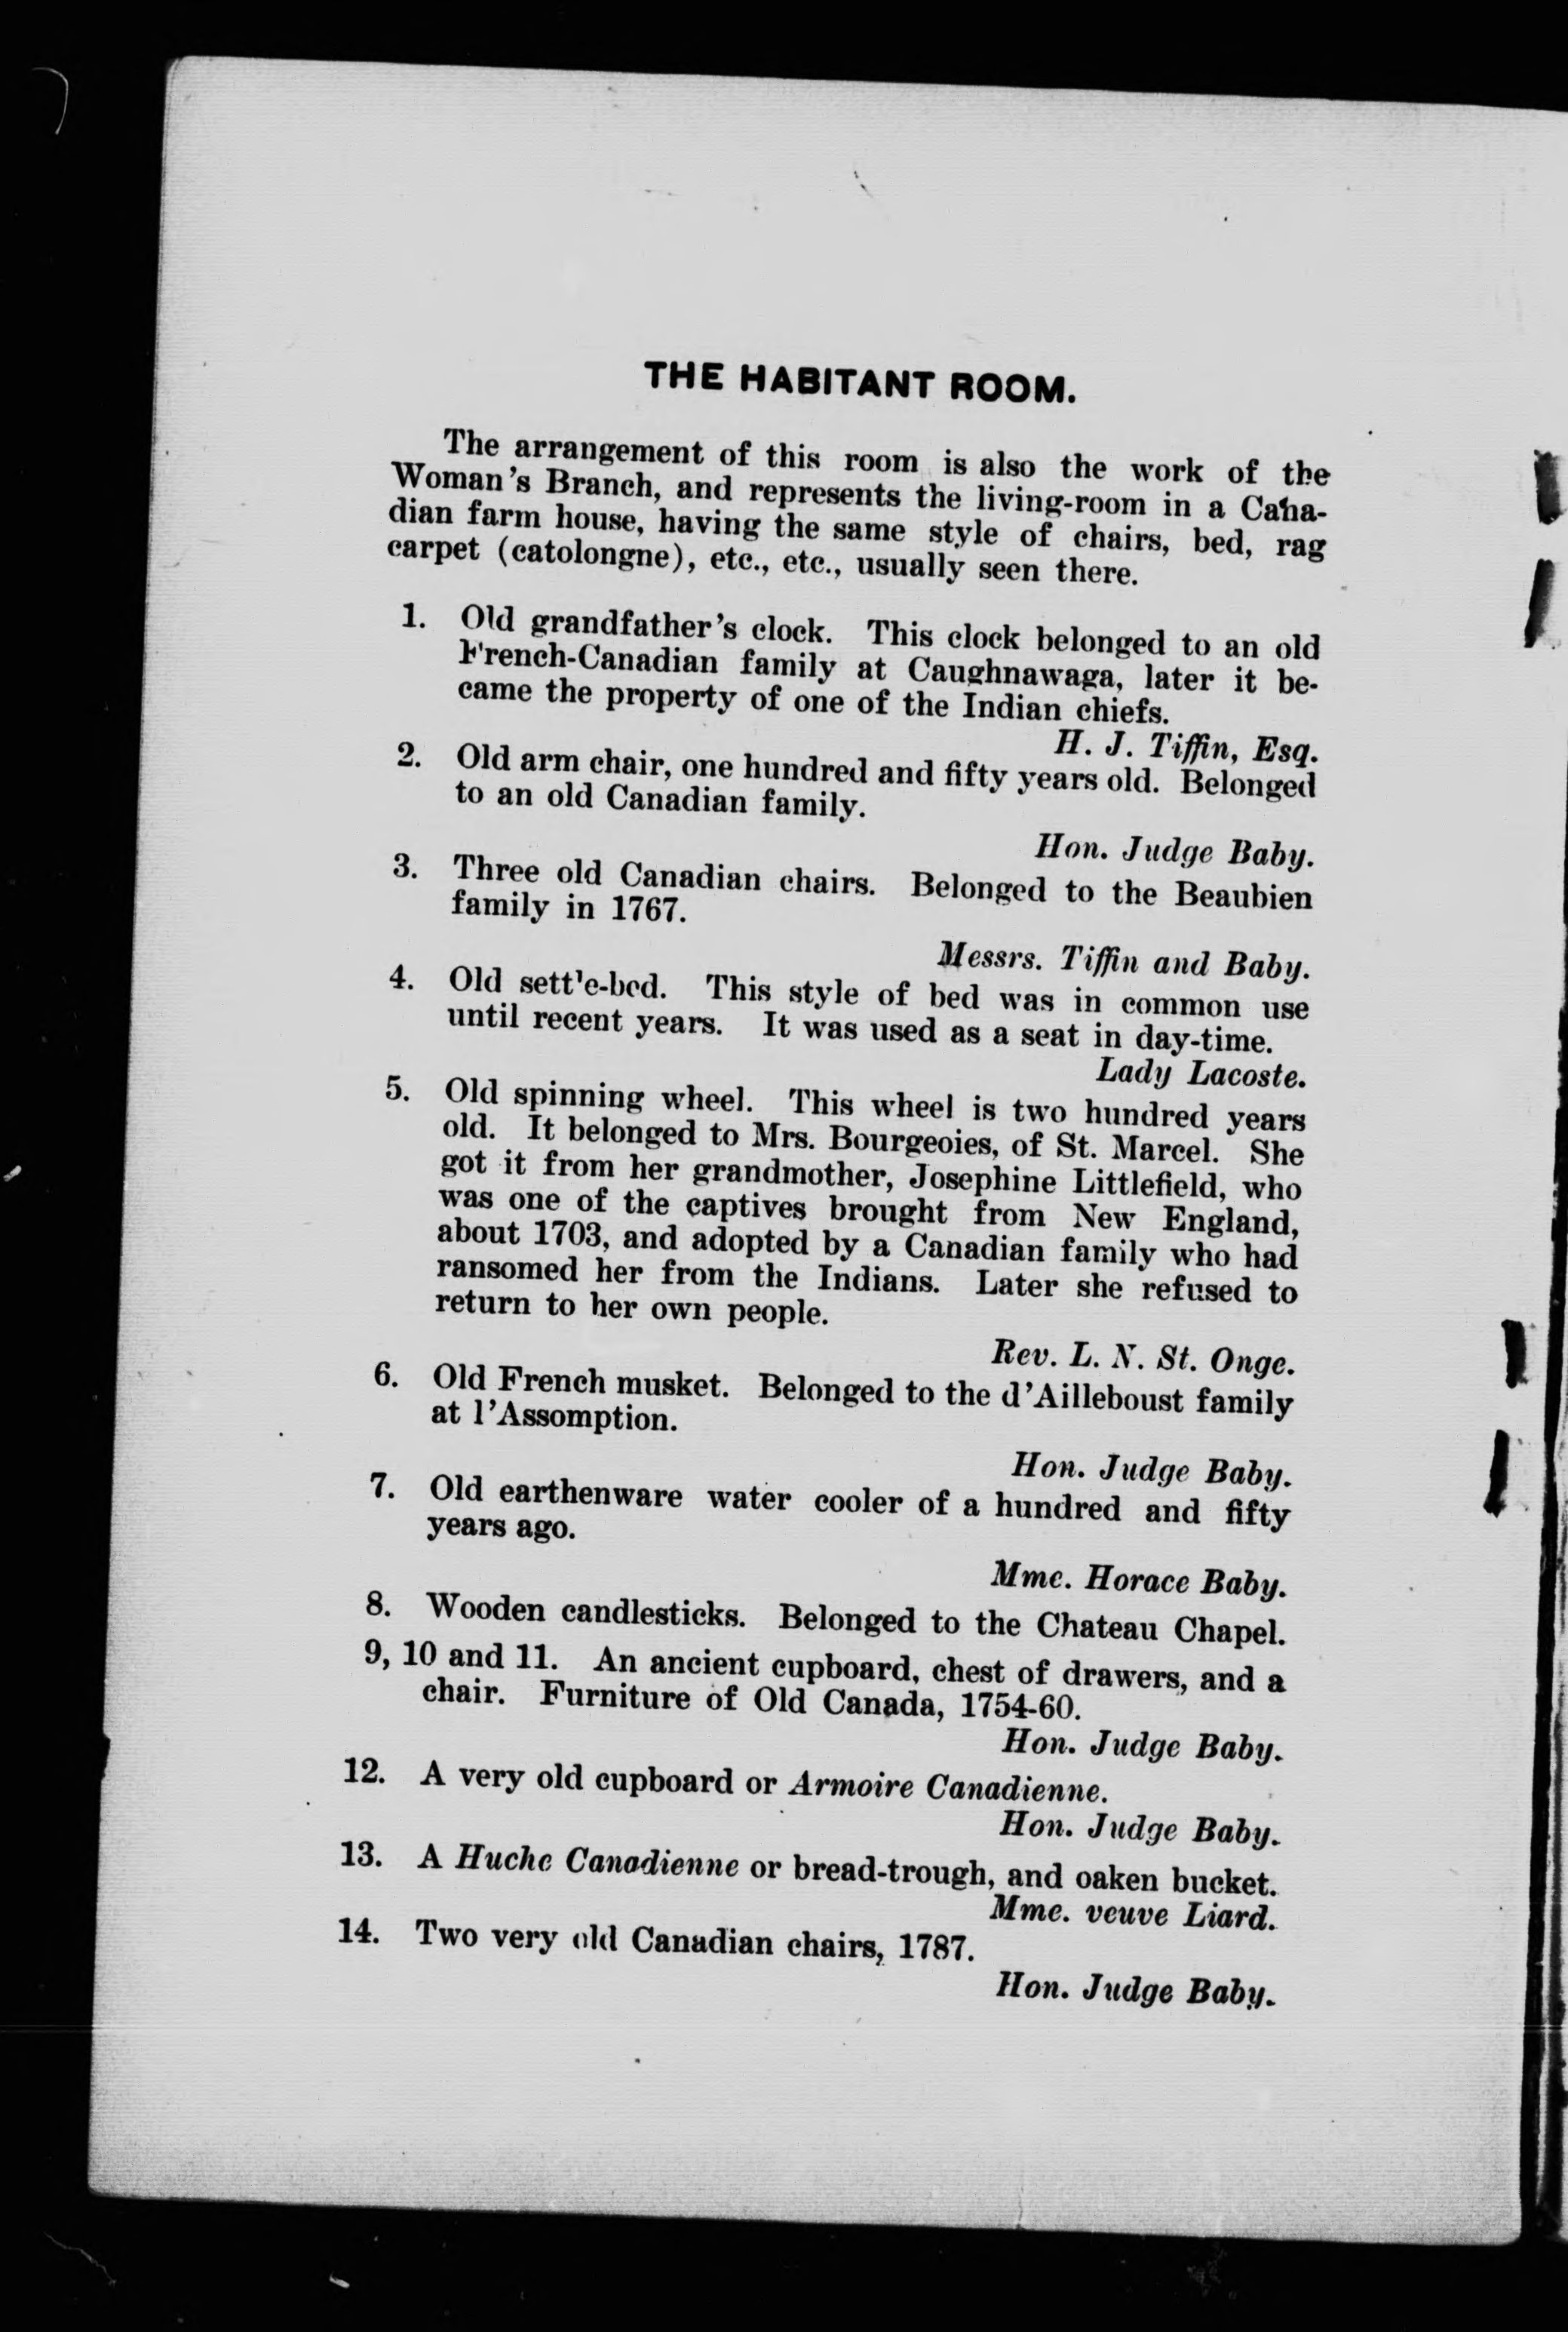 THE HABITANT ROOM.
The arrangement of this room is also the work of the
Woman's Branch, and represents the living-room in a Cana-
dian farm house, having the same style of chairs, bed, rag
carpet (catolongne), etc., etc., usually seen there.
1. Old grandfather's clock. This clock belonged to an old
French-Canadian family at Caughnawaga, later it be-
came the property of one of the Indian chiefs.
H. J. Tiffin, Esq.
2. Old arm chair, one hundred and fifty years old. Belonged
to an old Canadian family.
Hon. Judge Baby.
3. Three old Canadian chairs. Belonged to the Beaubien
family in 1767.
Messrs. Tiffin and Baby.
4. Old settle-bed. This style of bed was in common use
until recent years. It was used as a seat in day-time.
Lady Lacoste.
5. Old spinning wheel. This wheel is two hundred years
old. It belonged to Mrs. Bourgeoies, of St. Marcel. She
got it from her grandmother, Josephine Littlefield, who
was one of the captives brought from New England,
about 1703, and adopted by a Canadian family who had
ransomed her from the Indians. Later she refused to
return to her own people.
Rev. L. N. St. Onge.
6. Old French musket. Belonged to the d'Ailleboust family
at l'Assomption.
Hon. Judge Baby.
7. Old earthenware water cooler of a hundred and fifty
years ago.
Mme. Horace Baby.
8. Wooden candlesticks. Belonged to the Chateau Chapel.
9, 10 and 11. An ancient cupboard, chest of drawers, and a
chair. Furniture of Old Canada, 1754-60.
Hon. Judge Baby.
12. A very old cupboard or Armoire Canadienne.
Hon. Judge Baby.
13. A Huche Canadienne or bread-trough, and oaken bucket.
Mme. veuve Liard.
14. Two very old Canadian chairs, 1787.
Hon. Judge Baby.